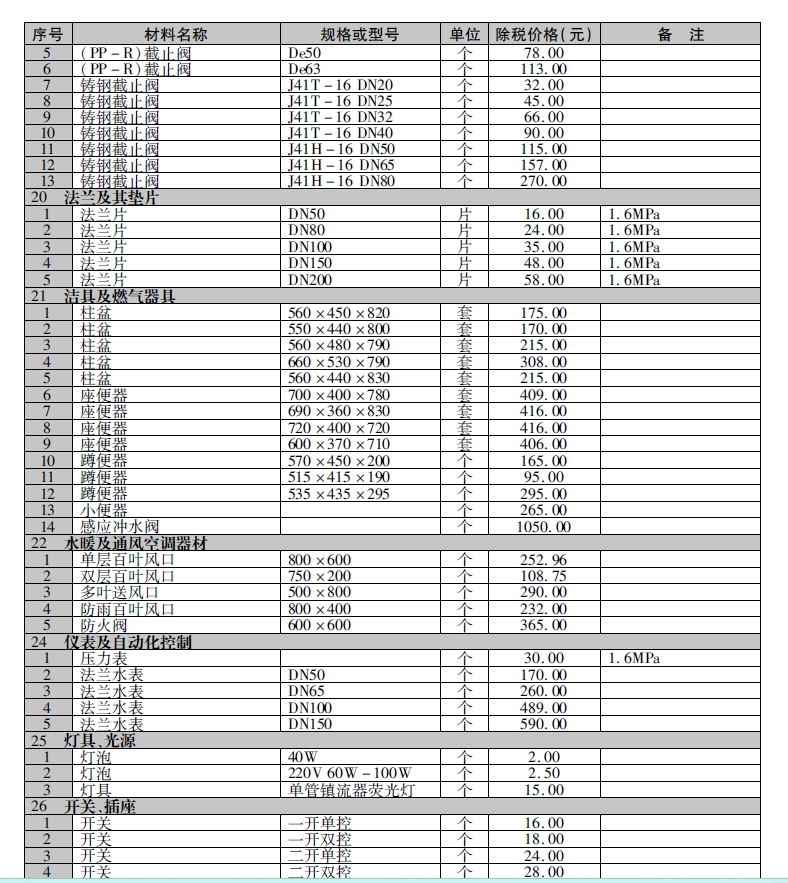 序号 材料名称 规格或型号 单位 除税价格(元) 备 注
5 (PP-R)截止阀 De50 个 78.00
6 (PP-R)截止阀 De63 个 113.00
7 铸钢截止阀 J41T-16 DN20 个 32.00
8 铸钢截止阀 J41T-16 DN25 个 45.00
9 铸钢截止阀 J41T-16 DN32 个 66.00
10 铸钢截止阀 J41T-16 DN40 个 90.00
11 铸钢截止阀 J41H-16 DN50 个 115.00
12 铸钢截止阀 J41H-16 DN65 个 157.00
13 铸钢截止阀 J41H-16 DN80 个 270.00
20 法兰及其垫片
1 法兰片 DN50 片 16.00 1.6MPa
2 法兰片 DN80 片 24.00 1.6MPa
3 法兰片 DN100 片 35.00 1.6MPa
4 法兰片 DN150 片 48.00 1.6MPa
5 法兰片 DN200 片 58.00 1.6MPa
21 洁具及燃气器具
1 柱盆 560×450×820 套 175.00
2 柱盆 550×440×800 套 170.00
3 柱盆 560×480×790 套 215.00
4 柱盆 660×530×790 套 308.00
5 柱盆 560×440×830 套 215.00
6 座便器 700×400×780 套 409.00
7 座便器 690×360×830 套 416.00
8 座便器 720×400×720 套 416.00
9 座便器 600×370×710 套 406.00
10 蹲便器 570×450×200 个 165.00
11 蹲便器 515×415×190 个 95.00
12 蹲便器 535×435×295 个 295.00
13 小便器 个 265.00
14 感应冲水阀 个 1050.00
22 水暖及通风空调器材
1 单层百叶风口 800×600 个 252.96
2 双层百叶风口 750×200 个 108.75
3 多叶送风口 500×800 个 290.00
4 防雨百叶风口 800×400 个 232.00
5 防火阀 600×600 个 365.00
24 仪表及自动化控制
1 压力表 个 30.00 1.6MPa
2 法兰水表 DN50 个 170.00
3 法兰水表 DN65 个 260.00
4 法兰水表 DN100 个 489.00
5 法兰水表 DN150 个 590.00
25 灯具、光源
1 灯泡 40W 个 2.00
2 灯泡 220V 60W-100W 个 2.50
3 灯具 单管镇流器荧光灯 个 15.00
26 开关、插座
1 开关 一开单控 个 16.00
2 开关 一开双控 个 18.00
3 开关 二开单控 个 24.00
4 开关 二开双控 个 28.00